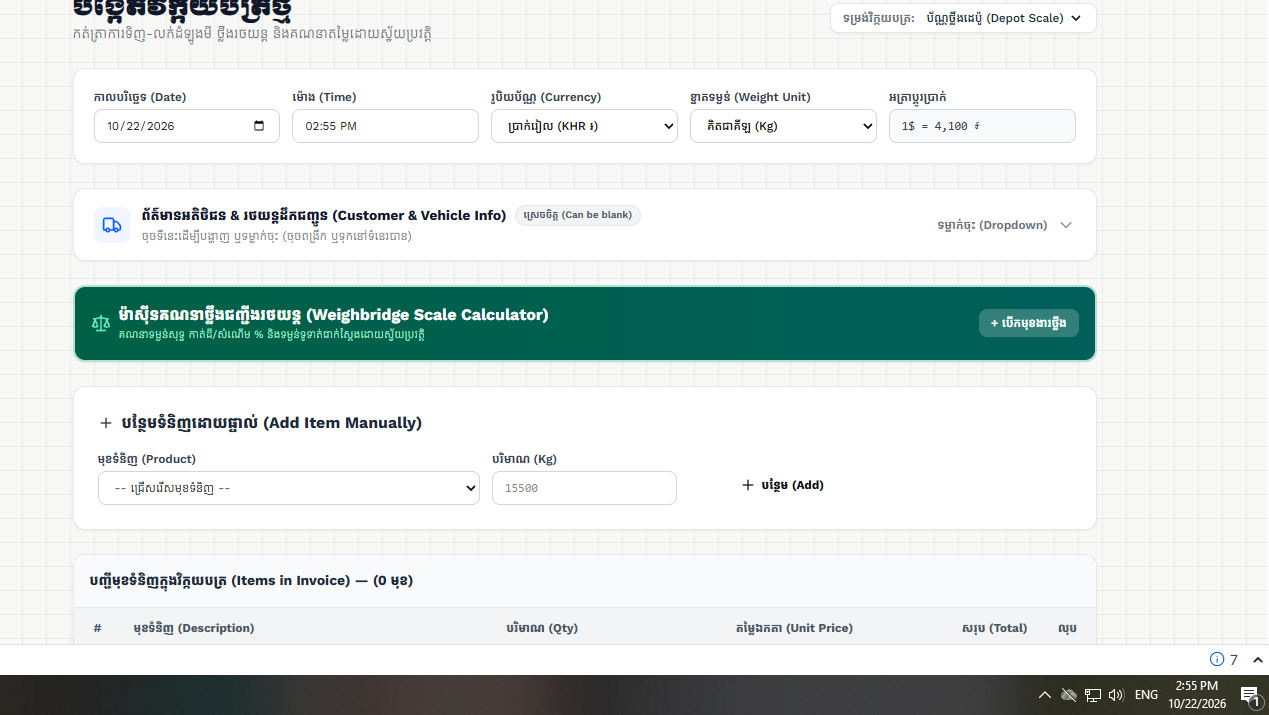 បង្កើតវិក្កយបត្រថ្មី
ទម្រង់វិក្កយបត្រ: ប័ណ្ណថ្លឹងដេប៉ូ (Depot Scale)
កត់ត្រាការទិញ-លក់ដំឡូងមី ថ្លឹងរថយន្ត និងគណនាតម្លៃដោយស្វ័យប្រវត្តិ
កាលបរិច្ឆេទ (Date)
ម៉ោង (Time)
រូបិយប័ណ្ណ (Currency)
ខ្នាតទម្ងន់ (Weight Unit)
អត្រាប្តូរប្រាក់
10/22/2026
02:55 PM
ប្រាក់រៀល (KHR ៛)
គិតជាគីឡូ (Kg)
1$ = 4,100 ៛
ព័ត៌មានអតិថិជន & រថយន្តដឹកជញ្ជូន (Customer & Vehicle Info) ស្រេចចិត្ត (Can be blank)
ចុចទីនេះដើម្បីបង្ហាញ ឬទម្លាក់ចុះ (ចុចពង្រីក ឬទុកនៅទំនេរបាន)
ទម្លាក់ចុះ (Dropdown)
ម៉ាស៊ីនគណនាថ្លឹងជញ្ជីងរថយន្ត (Weighbridge Scale Calculator)
គណនាទម្ងន់សុទ្ធ កាត់ដី/សំណើម % និងទម្ងន់ទូទាត់ជាក់ស្តែងដោយស្វ័យប្រវត្តិ
+ បើកមុខងារថ្លឹង
+ បន្ថែមទំនិញដោយផ្ទាល់ (Add Item Manually)
មុខទំនិញ (Product)
បរិមាណ (Kg)
-- ជ្រើសរើសមុខទំនិញ --
15500
+ បន្ថែម (Add)
បញ្ជីមុខទំនិញក្នុងវិក្កយបត្រ (Items in Invoice) — (0 មុខ)
# មុខទំនិញ (Description) បរិមាណ (Qty) តម្លៃឯកតា (Unit Price) សរុប (Total) លុប
7
ENG
2:55 PM
10/22/2026
1